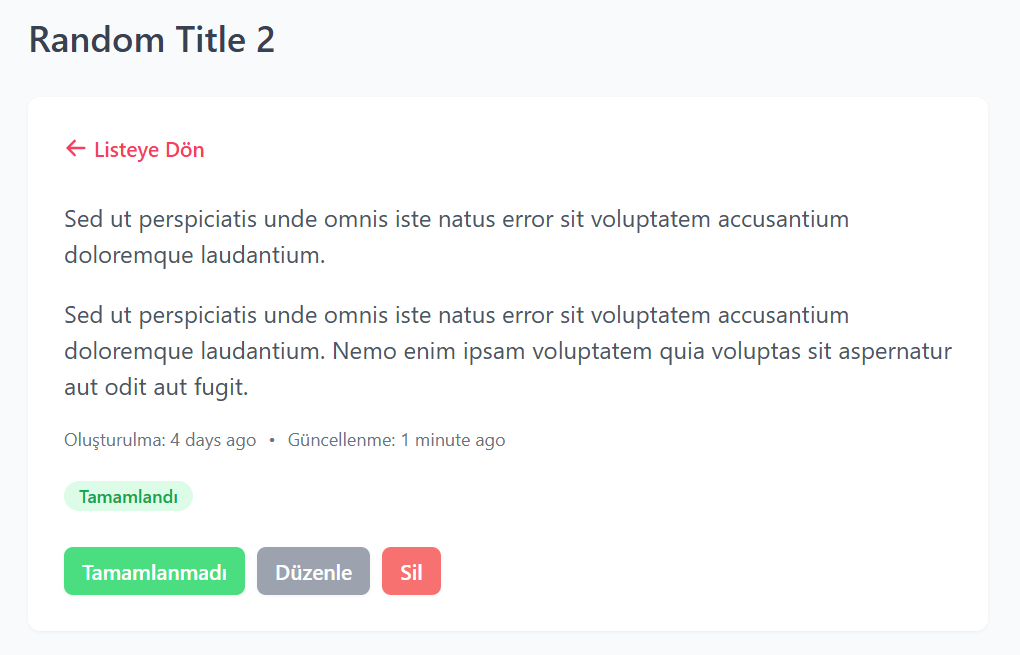 Random Title 2
← Listeye Dön
Sed ut perspiciatis unde omnis iste natus error sit voluptatem accusantium
doloremque laudantium.
Sed ut perspiciatis unde omnis iste natus error sit voluptatem accusantium
doloremque laudantium. Nemo enim ipsam voluptatem quia voluptas sit aspernatur
aut odit aut fugit.
Oluşturulma: 4 days ago • Güncellenme: 1 minute ago
Tamamlandı
Tamamlanmadı Düzenle Sil